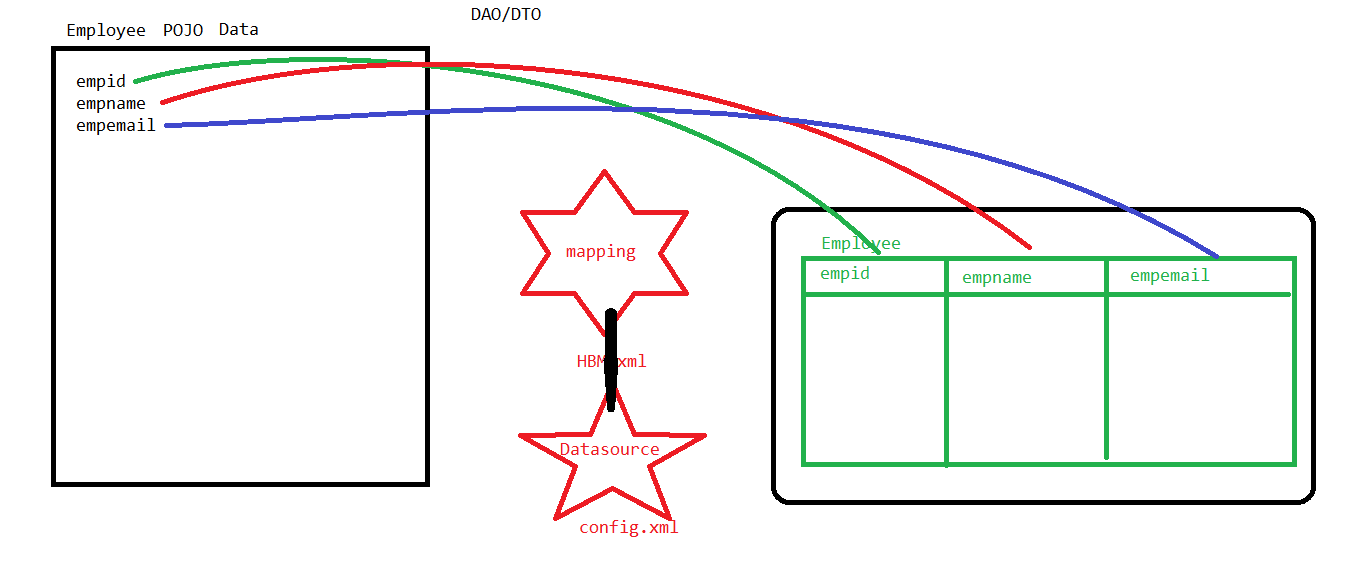 DAO/DTO
Employee POJO Data
empid
empname
empemail
mapping
HBM.xml
Datasource
config.xml
Employee
empid empname empemail